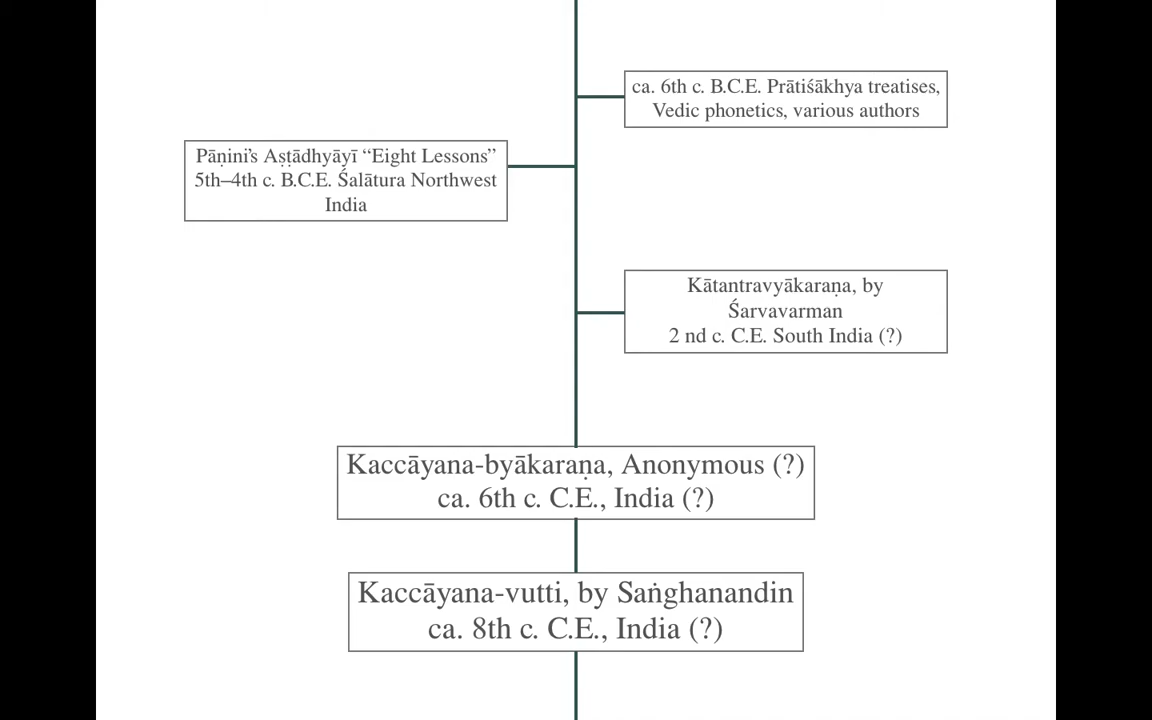 ca. 6th c. B.C.E. Prātiśākhya treatises,
Vedic phonetics, various authors
Pāṇini’s Aṣṭādhyāyī “Eight Lessons”
5th–4th c. B.C.E. Śalātura Northwest
India
Kātantravyākaraṇa, by
Śarvavarman
2 nd c. C.E. South India (?)
Kaccāyana-byākaraṇa, Anonymous (?)
ca. 6th c. C.E., India (?)
Kaccāyana-vutti, by Saṅghanandin
ca. 8th c. C.E., India (?)